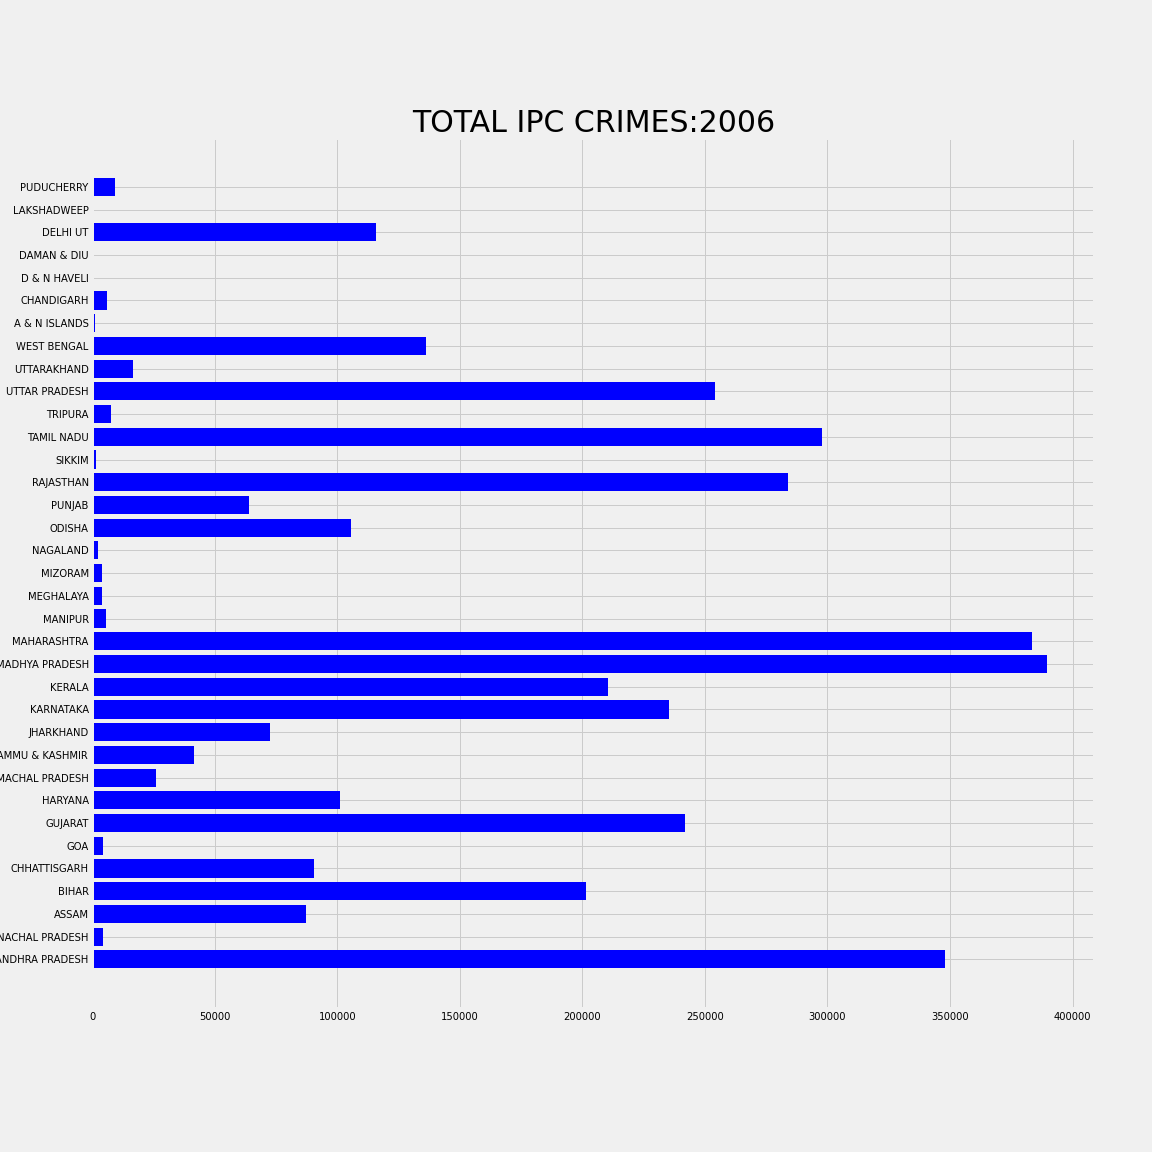 TOTAL IPC CRIMES:2006
PUDUCHERRY
LAKSHADWEEP
DELHI UT
DAMAN & DIU
D & N HAVELI
CHANDIGARH
A & N ISLANDS
WEST BENGAL
UTTARAKHAND
UTTAR PRADESH
TRIPURA
TAMIL NADU
SIKKIM
RAJASTHAN
PUNJAB
ODISHA
NAGALAND
MIZORAM
MEGHALAYA
MANIPUR
MAHARASHTRA
MADHYA PRADESH
KERALA
KARNATAKA
JHARKHAND
AMMU & KASHMIR
MACHAL PRADESH
HARYANA
GUJARAT
GOA
CHHATTISGARH
BIHAR
ASSAM
NACHAL PRADESH
ANDHRA PRADESH
0 50000 100000 150000 200000 250000 300000 350000 400000